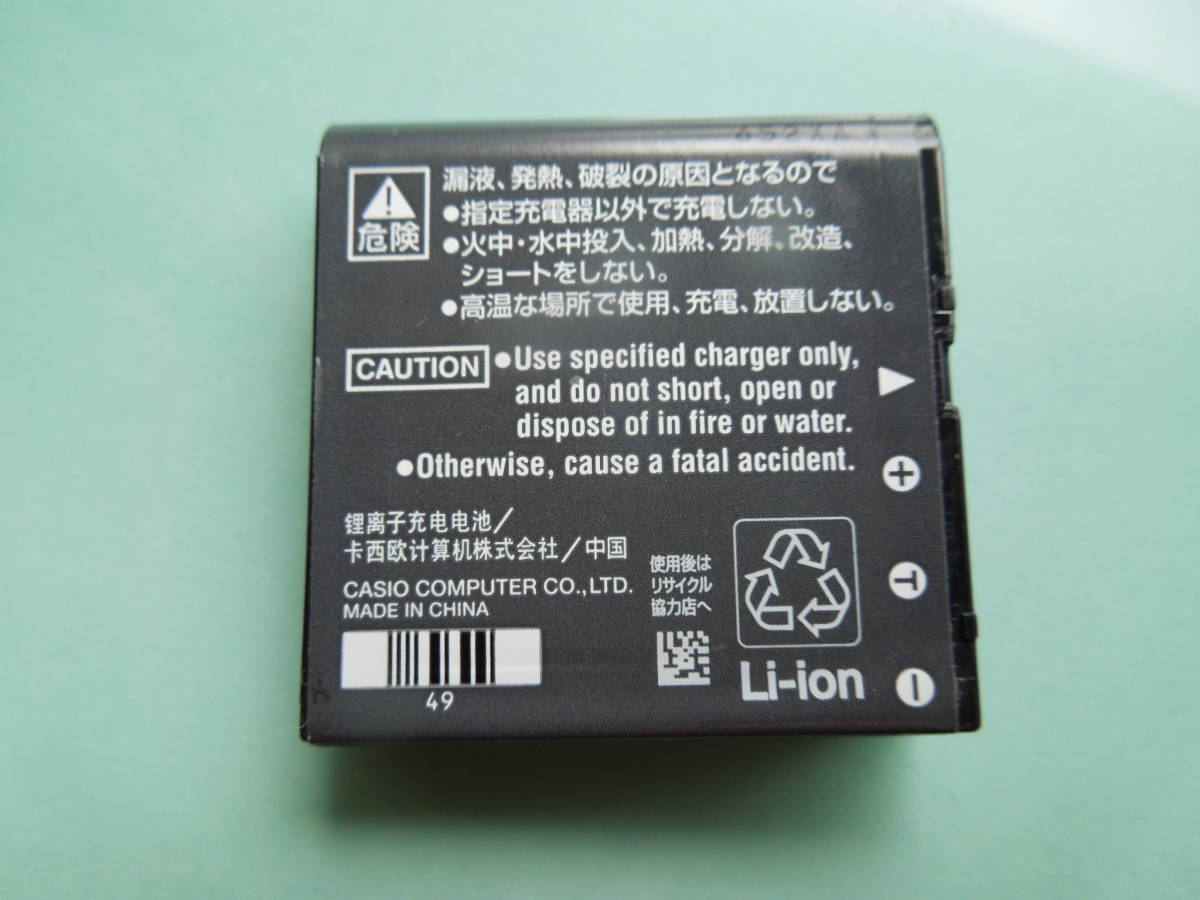 漏液、発熱、破裂の原因となるので
危険
●指定充電器以外で充電しない。
●火中・水中投入、加熱、分解、改造、
ショートをしない。
●高温な場所で使用、充電、放置しない。
CAUTION
●Use specified charger only,
and do not short, open or
dispose of in fire or water.
●Otherwise, cause a fatal accident.
锂离子充电电池/
卡西欧计算机株式会社/中国
CASIO COMPUTER CO.,LTD.
MADE IN CHINA
49
使用後は
リサイクル
協力店へ
Li-ion
+
T
−